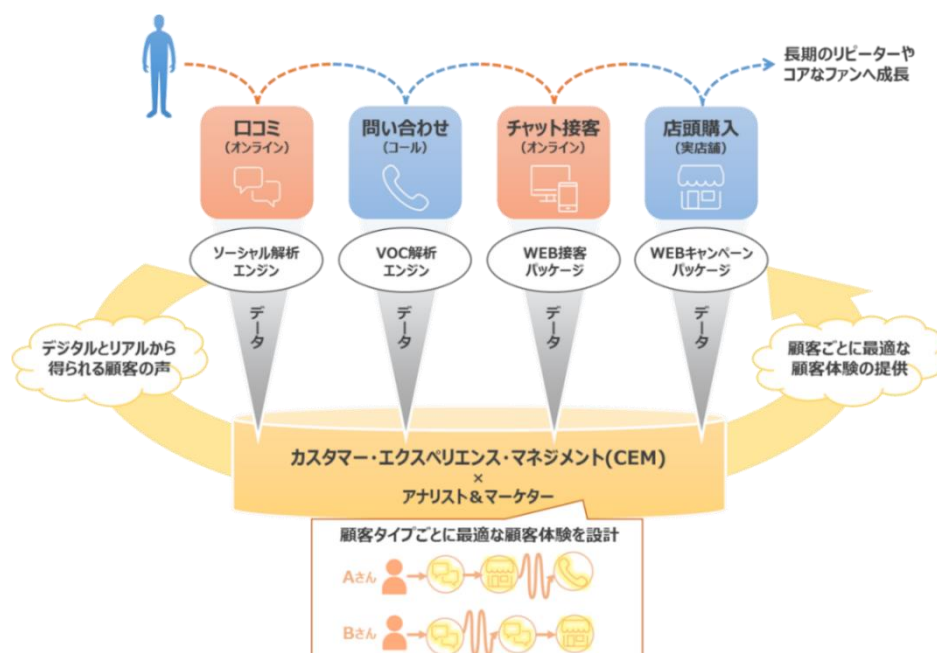 長期のリピーターや
コアなファンへ成長
口コミ
(オンライン)
問い合わせ
(コール)
チャット接客
(オンライン)
店頭購入
(実店舗)
ソーシャル解析
エンジン
VOC解析
エンジン
WEB接客
パッケージ
WEBキャンペーン
パッケージ
データ
データ
データ
データ
デジタルとリアルから
得られる顧客の声
顧客ごとに最適な
顧客体験の提供
カスタマー・エクスペリエンス・マネジメント(CEM)
×
アナリスト&マーケター
顧客タイプごとに最適な顧客体験を設計
Aさん
Bさん